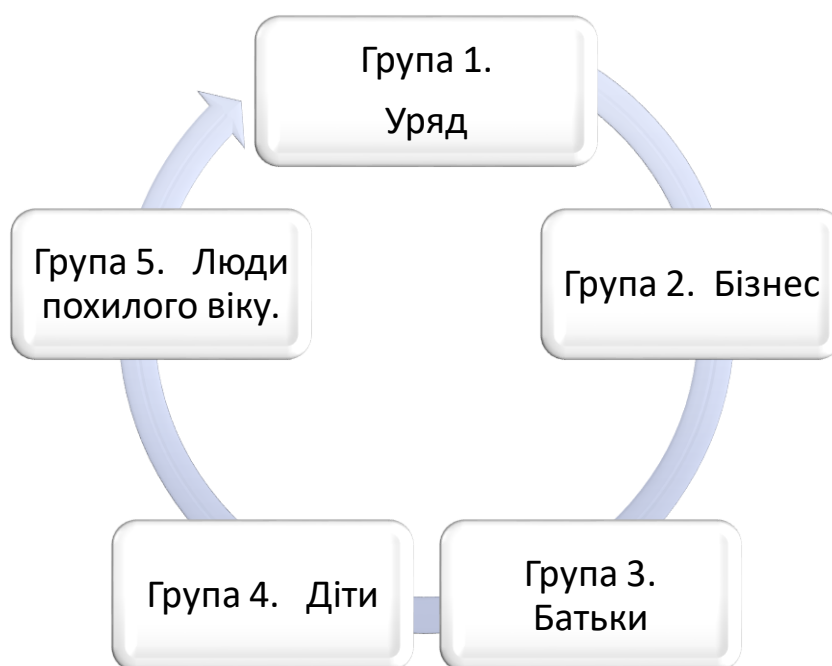 Група 1.
Уряд
Група 2. Бізнес
Група 3.
Батьки
Група 4. Діти
Група 5. Люди
похилого віку.